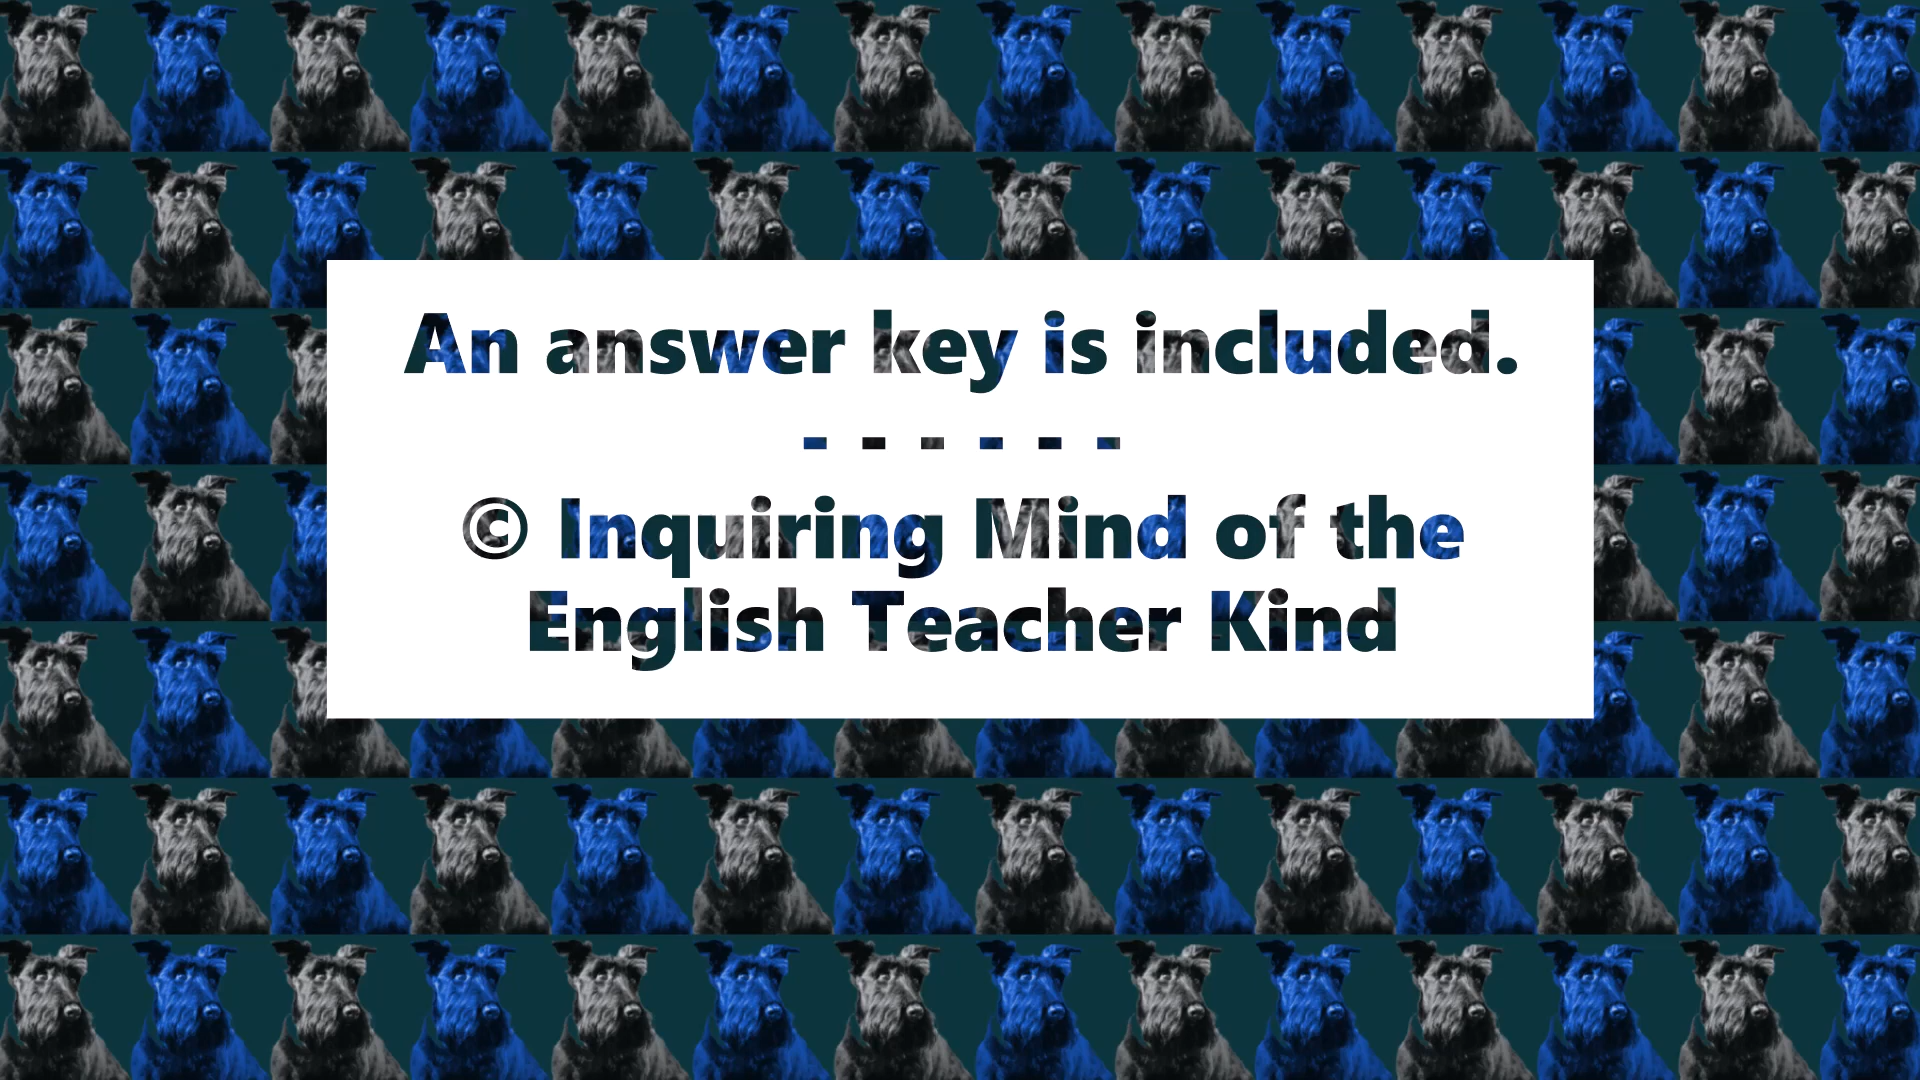 An answer key is included.
- - - - - -
© Inquiring Mind of the
English Teacher Kind